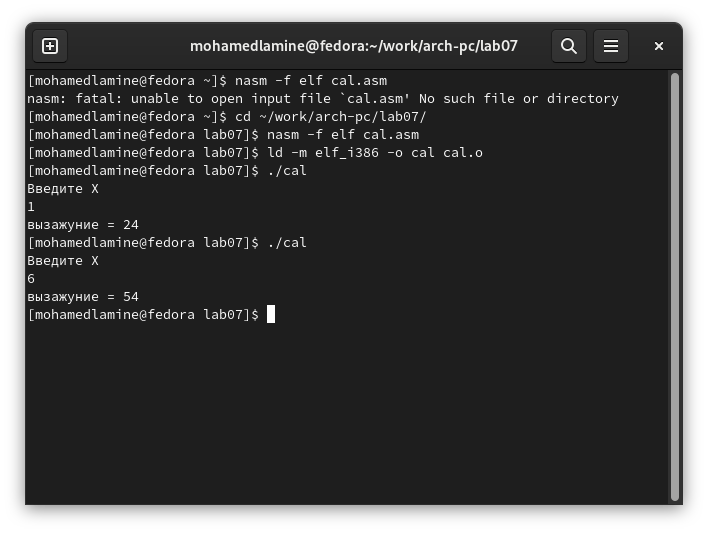 mohamedlamine@fedora:~/work/arch-pc/lab07
[mohamedlamine@fedora ~]$ nasm -f elf cal.asm
nasm: fatal: unable to open input file `cal.asm' No such file or directory
[mohamedlamine@fedora ~]$ cd ~/work/arch-pc/lab07/
[mohamedlamine@fedora lab07]$ nasm -f elf cal.asm
[mohamedlamine@fedora lab07]$ ld -m elf_i386 -o cal cal.o
[mohamedlamine@fedora lab07]$ ./cal
Введите X
1
вызажуние = 24
[mohamedlamine@fedora lab07]$ ./cal
Введите X
6
вызажуние = 54
[mohamedlamine@fedora lab07]$